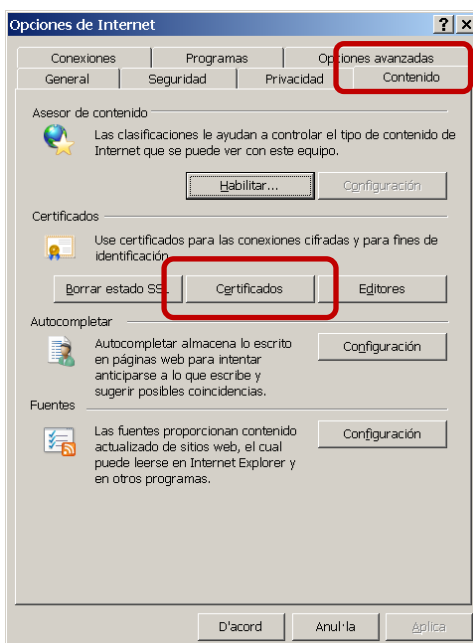 Opciones de Internet
Conexiones Programas Opciones avanzadas
General Seguridad Privacidad Contenido
Asesor de contenido
Las clasificaciones le ayudan a controlar el tipo de contenido de
Internet que se puede ver con este equipo.
Habilitar... Configuración
Certificados
Use certificados para las conexiones cifradas y para fines de
identificación.
Borrar estado SSL Certificados Editores
Autocompletar
Autocompletar almacena lo escrito
en páginas web para intentar
anticiparse a lo que escribe y
sugerir posibles coincidencias.
Configuración
Fuentes
Las fuentes proporcionan contenido
actualizado de sitios web, el cual
puede leerse en Internet Explorer y
en otros programas.
Configuración
D'acord Anul·la Aplica